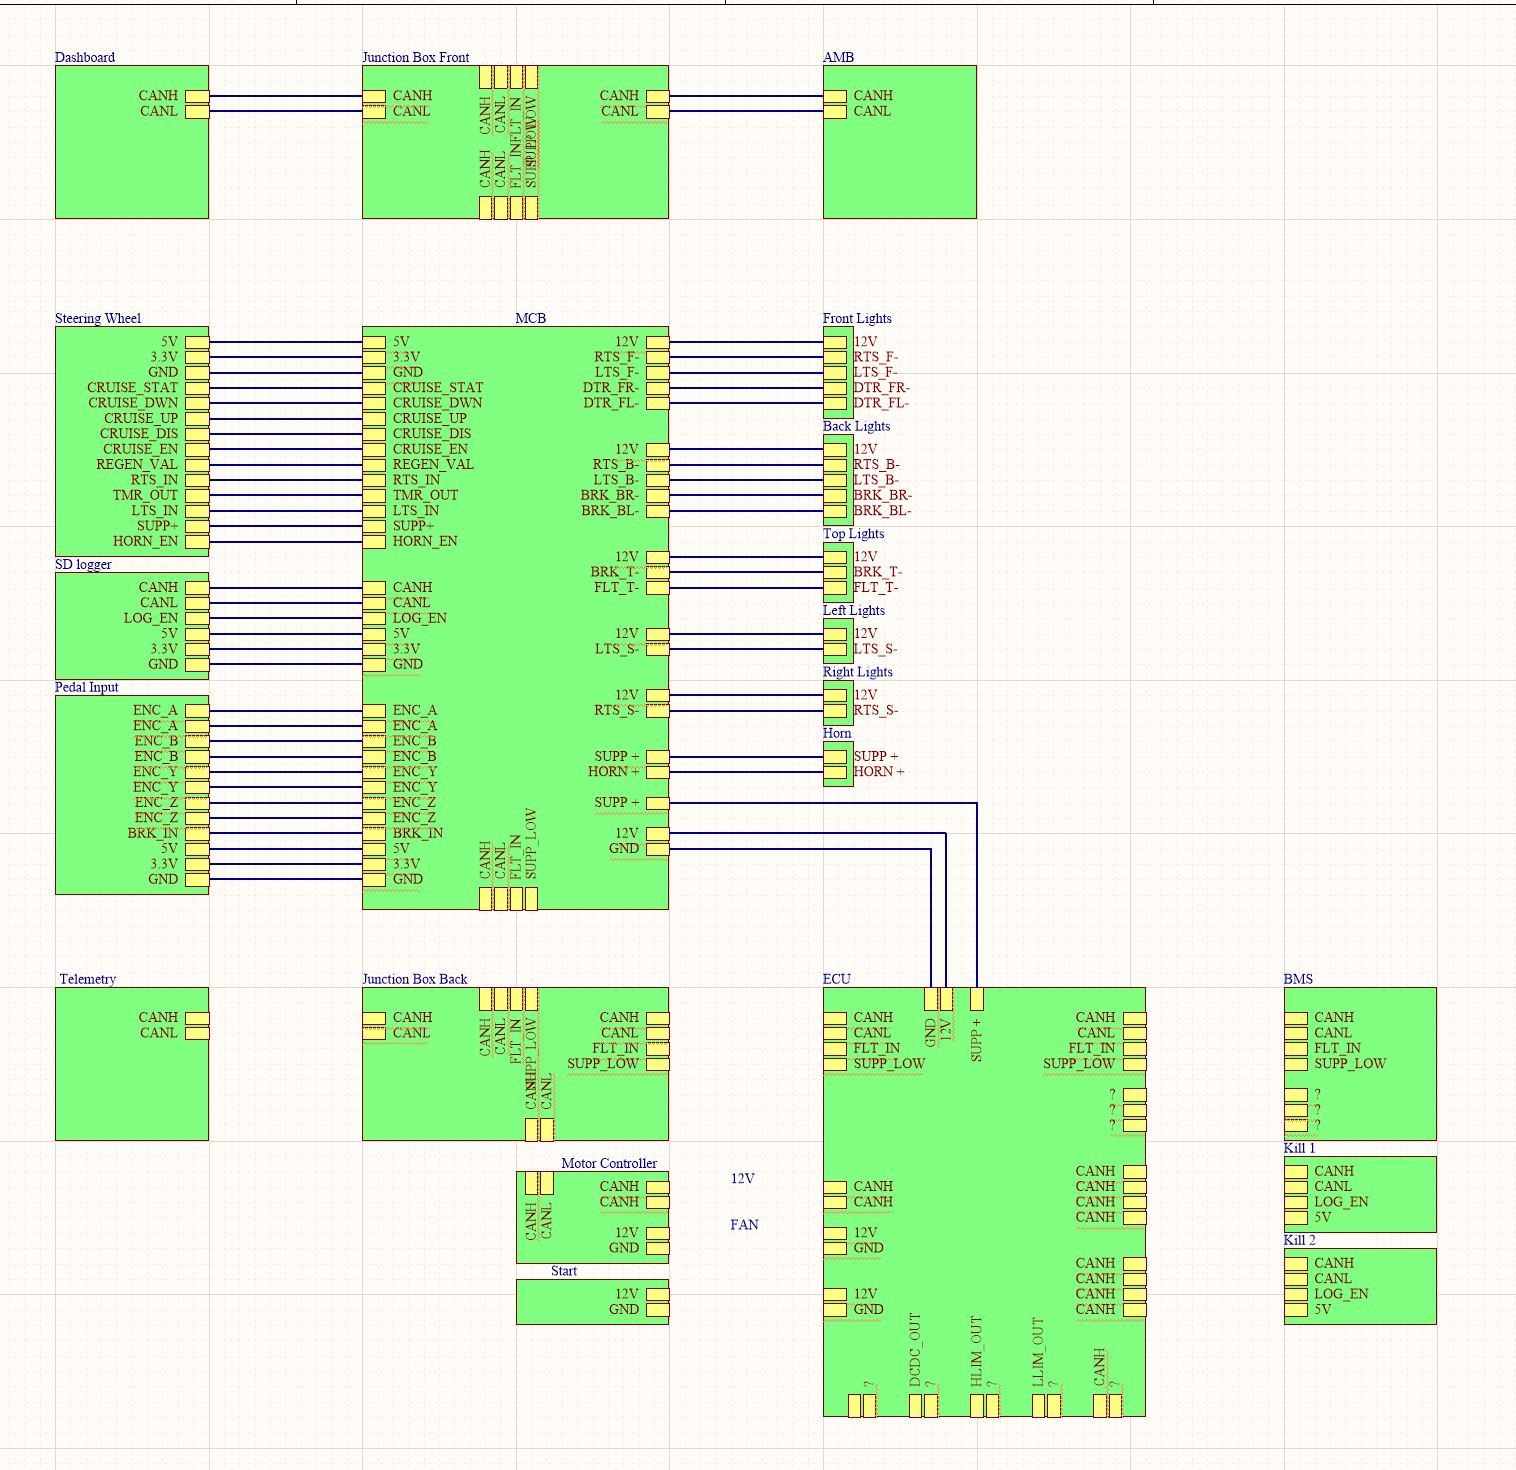 Dashboard
CANH
CANL
Junction Box Front
CANH
CANL
CANH
CANL
FLT_IN
SUPP_LOW
CANH
CANL
FLT_IN
SUPP_LOW
CANH
CANL
AMB
CANH
CANL
Steering Wheel
5V
3.3V
GND
CRUISE_STAT
CRUISE_DWN
CRUISE_UP
CRUISE_DIS
CRUISE_EN
REGEN_VAL
RTS_IN
TMR_OUT
LTS_IN
SUPP+
HORN_EN
SD logger
CANH
CANL
LOG_EN
5V
3.3V
GND
Pedal Input
ENC_A
ENC_A
ENC_B
ENC_B
ENC_Y
ENC_Y
ENC_Z
ENC_Z
BRK_IN
5V
3.3V
GND
MCB
5V
3.3V
GND
CRUISE_STAT
CRUISE_DWN
CRUISE_UP
CRUISE_DIS
CRUISE_EN
REGEN_VAL
RTS_IN
TMR_OUT
LTS_IN
SUPP+
HORN_EN
CANH
CANL
LOG_EN
5V
3.3V
GND
ENC_A
ENC_A
ENC_B
ENC_B
ENC_Y
ENC_Y
ENC_Z
ENC_Z
BRK_IN
5V
3.3V
GND
CANH
CANL
FLT_IN
SUPP_LOW
12V
RTS_F-
LTS_F-
DTR_FR-
DTR_FL-
12V
RTS_B-
LTS_B-
BRK_BR-
BRK_BL-
12V
BRK_T-
FLT_T-
12V
LTS_S-
12V
RTS_S-
SUPP +
HORN +
SUPP +
12V
GND
Front Lights
12V
RTS_F-
LTS_F-
DTR_FR-
DTR_FL-
Back Lights
12V
RTS_B-
LTS_B-
BRK_BR-
BRK_BL-
Top Lights
12V
BRK_T-
FLT_T-
Left Lights
12V
LTS_S-
Right Lights
12V
RTS_S-
Horn
SUPP +
HORN +
Telemetry
CANH
CANL
Junction Box Back
CANH
CANL
CANH
CANL
FLT_IN
SUPP_LOW
CANH
CANL
CANH
CANL
FLT_IN
SUPP_LOW
Motor Controller
CANH
CANL
CANH
CANH
12V
GND
Start
12V
GND
12V
FAN
ECU
CANH
CANL
FLT_IN
SUPP_LOW
GND
12V
SUPP +
CANH
CANL
FLT_IN
SUPP_LOW
?
?
?
CANH
CANH
12V
GND
12V
GND
CANH
CANH
CANH
CANH
CANH
CANH
CANH
CANH
?
DCDC_OUT
?
HLIM_OUT
?
LLIM_OUT
?
CANH
?
BMS
CANH
CANL
FLT_IN
SUPP_LOW
?
?
?
Kill 1
CANH
CANL
LOG_EN
5V
Kill 2
CANH
CANL
LOG_EN
5V